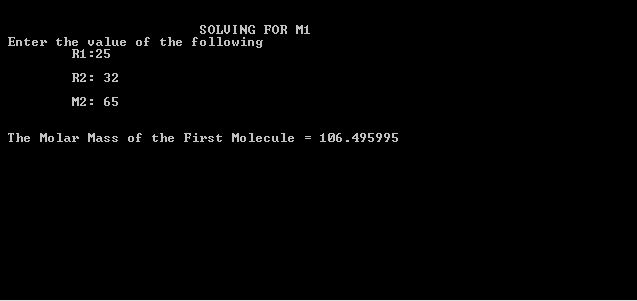 SOLVING FOR M1
Enter the value of the following
R1:25
R2: 32
M2: 65
The Molar Mass of the First Molecule = 106.495995